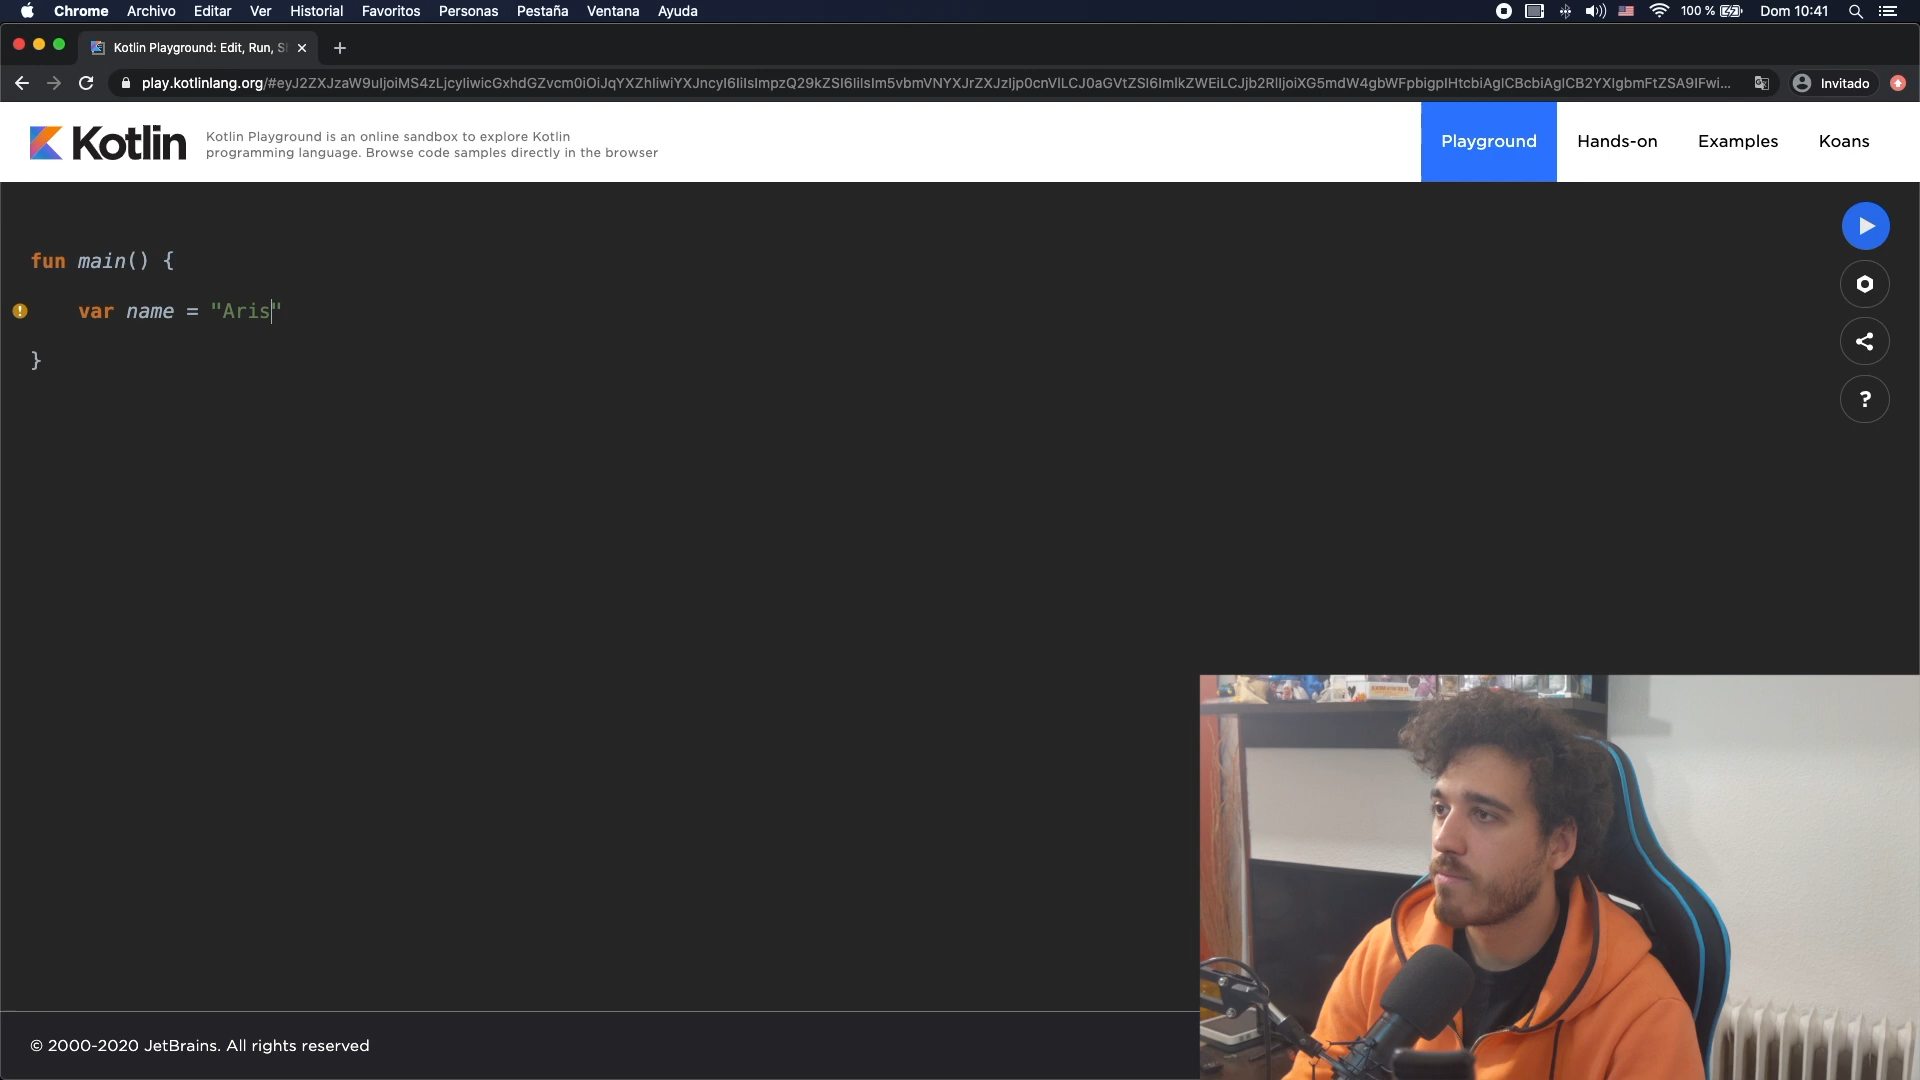 Chrome Archivo Editar Ver Historial Favoritos Personas Pestaña Ventana Ayuda 100 % Dom 10:41
Kotlin Playground: Edit, Run, S
play.kotlinlang.org
Invitado
Kotlin
Kotlin Playground is an online sandbox to explore Kotlin
programming language. Browse code samples directly in the browser
Playground Hands-on Examples Koans
fun main() {
var name = "Aris"
}
?
© 2000-2020 JetBrains. All rights reserved